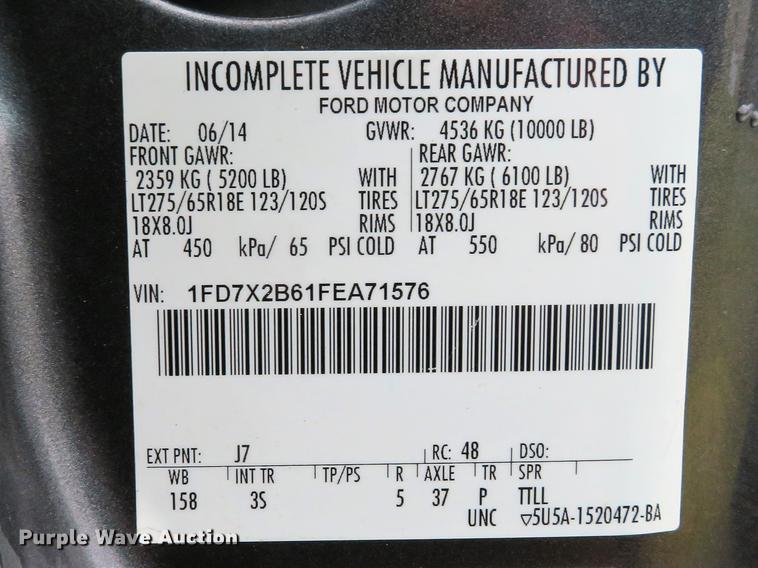 INCOMPLETE VEHICLE MANUFACTURED BY
FORD MOTOR COMPANY
DATE: 06/14 GVWR: 4536 KG (10000 LB)
FRONT GAWR: REAR GAWR:
2359 KG ( 5200 LB) WITH 2767 KG ( 6100 LB) WITH
LT275/65R18E 123/120S TIRES LT275/65R18E 123/120S TIRES
18X8.0J RIMS 18X8.0J RIMS
AT 450 kPa/ 65 PSI COLD AT 550 kPa/ 80 PSI COLD
VIN: 1FD7X2B61FEA71576
EXT PNT: J7 RC: 48 DSO:
WB INT TR TP/PS R AXLE TR SPR
158 3S 5 37 P TTLL
UNC ▽5U5A-1520472-BA
Purple Wave Auction